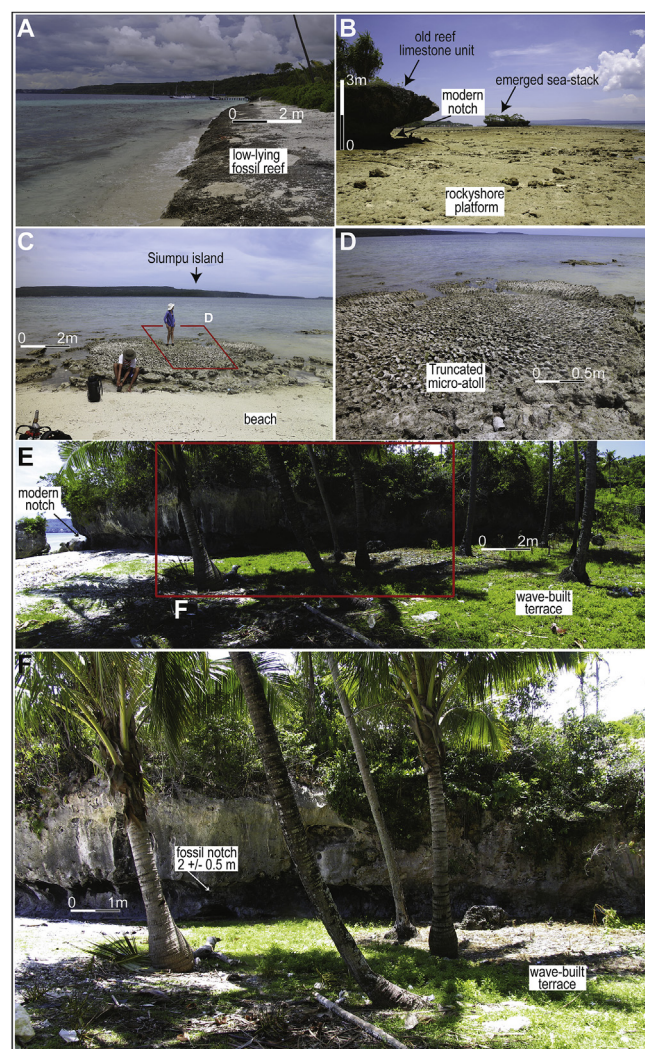 A
0 2 m
low-lying
fossil reef
B
old reef
limestone unit
3m
modern
notch
emerged sea-stack
0
rockyshore
platform
C
Siumpu island
D
0 2m
beach
D
Truncated
micro-atoll
0 0.5m
E
modern
notch
0 2m
wave-built
terrace
F
F
fossil notch
2 +/- 0.5 m
0 1m
wave-built
terrace